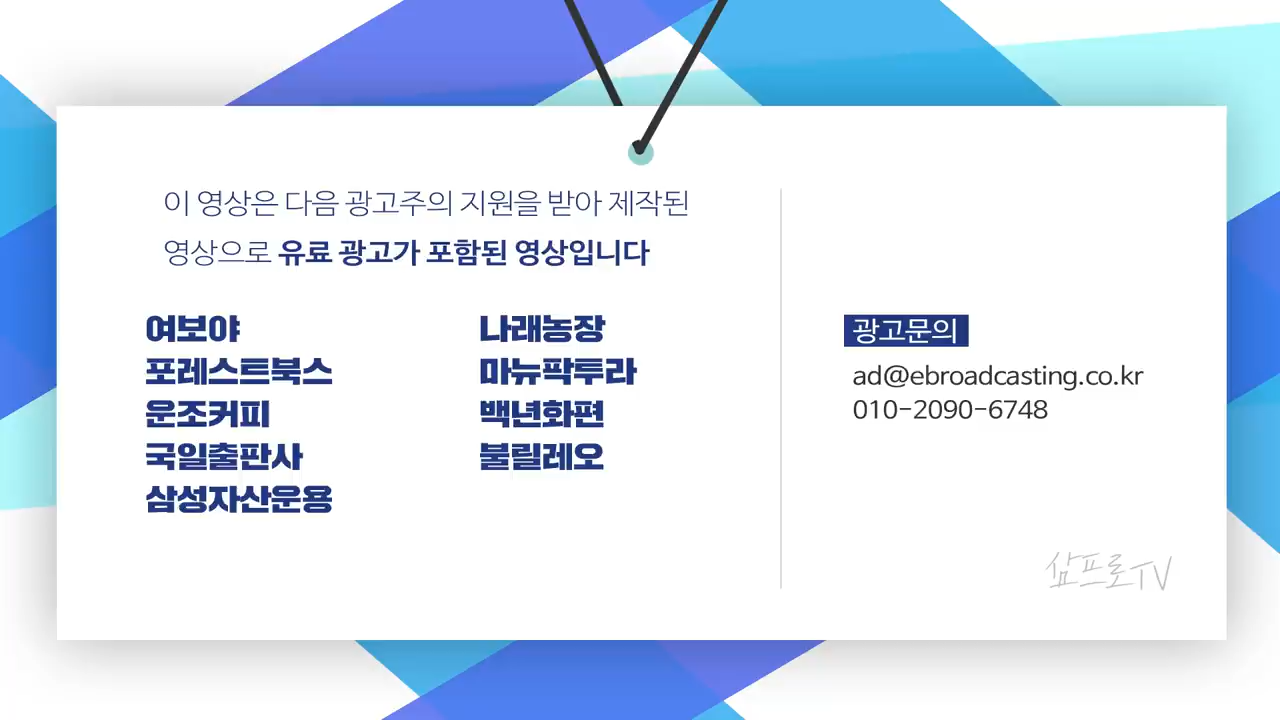 이 영상은 다음 광고주의 지원을 받아 제작된
영상으로 유료 광고가 포함된 영상입니다
여보야
포레스트북스
운조커피
국일출판사
삼성자산운용
나래농장
마뉴팍투라
백년화편
불릴레오
광고문의
ad@ebroadcasting.co.kr
010-2090-6748
삼프로TV